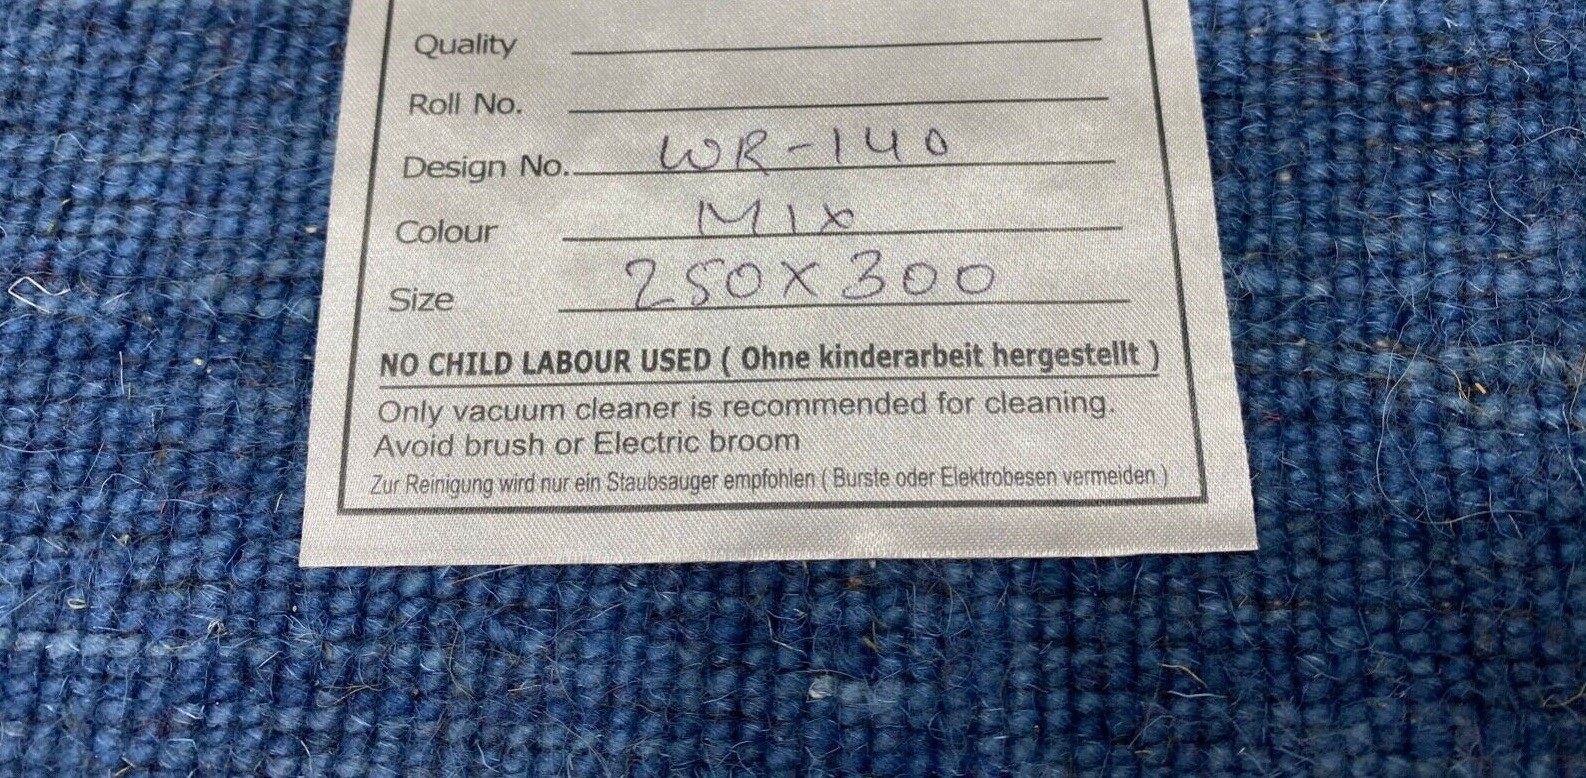 Quality
Roll No.
Design No. WR-140
Colour MIX
Size 250X300
NO CHILD LABOUR USED ( Ohne kinderarbeit hergestellt )
Only vacuum cleaner is recommended for cleaning.
Avoid brush or Electric broom
Zur Reinigung wird nur ein Staubsauger empfohlen ( Burste oder Elektrobesen vermeiden )